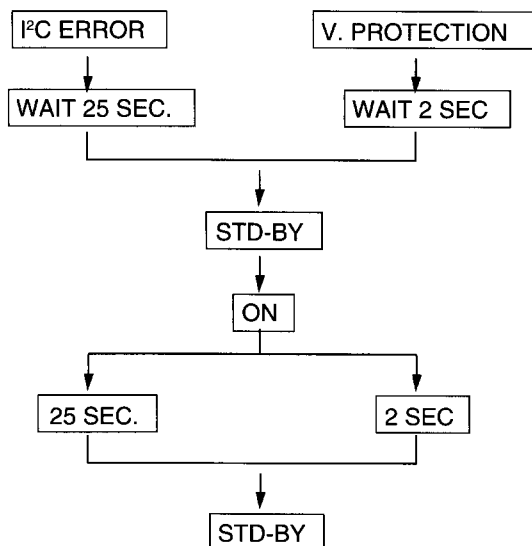 I²C ERROR
V. PROTECTION
WAIT 25 SEC.
WAIT 2 SEC
STD-BY
ON
25 SEC.
2 SEC
STD-BY